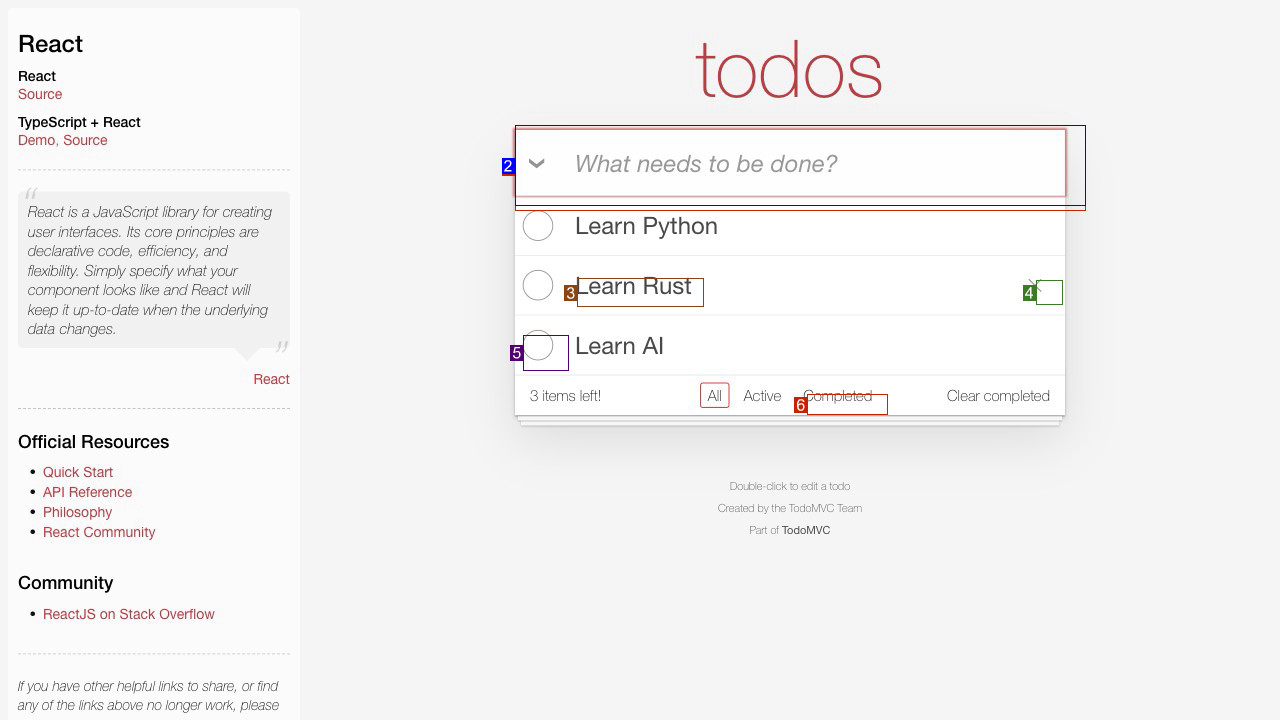 React
React
Source
TypeScript + React
Demo, Source
“
React is a JavaScript library for creating
user interfaces. Its core principles are
declarative code, efficiency, and
flexibility. Simply specify what your
component looks like and React will
keep it up-to-date when the underlying
data changes.
”
React
Official Resources
• Quick Start
• API Reference
• Philosophy
• React Community
Community
• ReactJS on Stack Overflow
If you have other helpful links to share, or find
any of the links above no longer work, please
todos
2
What needs to be done?
Learn Python
3 Learn Rust
4
5 Learn AI
3 items left! All Active Completed Clear completed
6
Double-click to edit a todo
Created by the TodoMVC Team
Part of TodoMVC